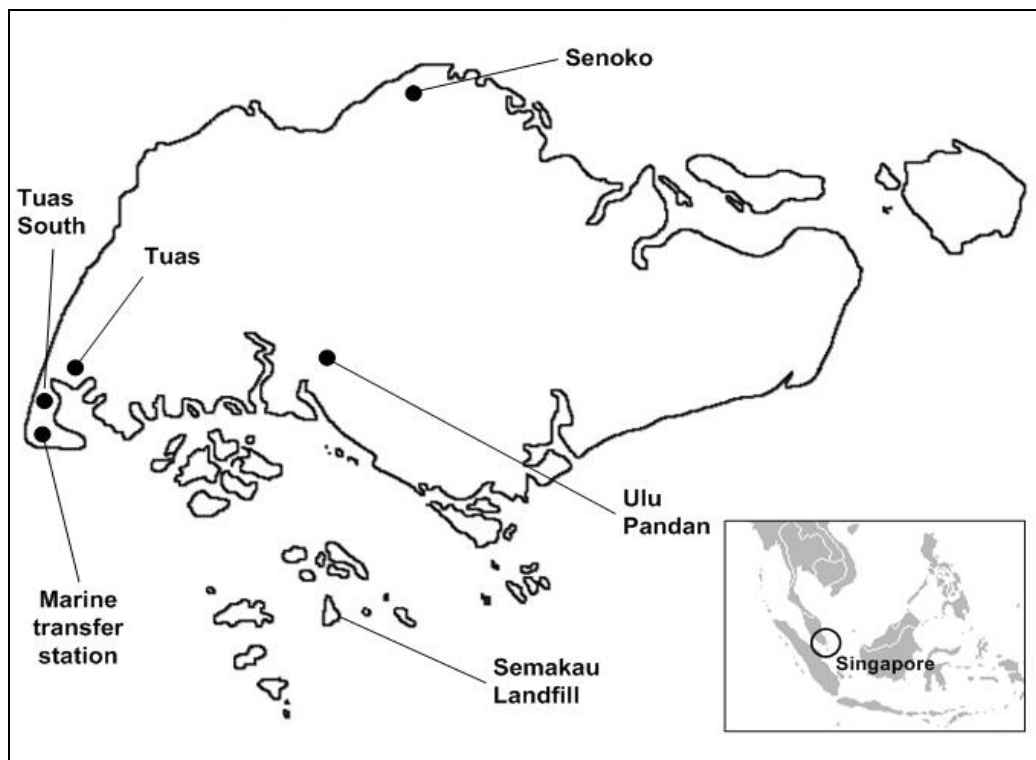 Senoko
Tuas
South
Tuas
Ulu
Pandan
Marine
transfer
station
Semakau
Landfill
Singapore